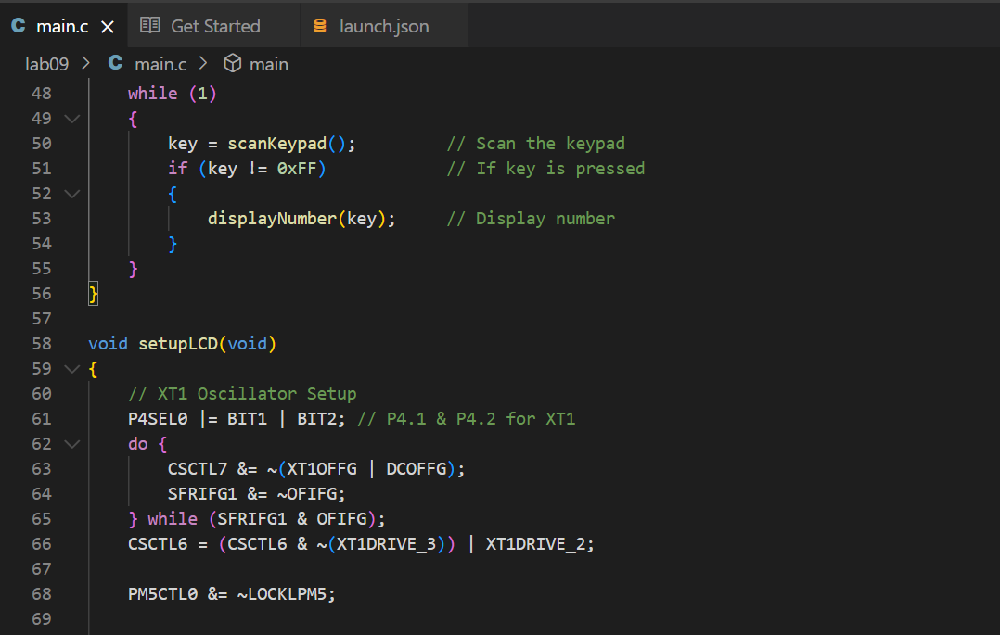 C main.c × Get Started launch.json
lab09 > C main.c > main
48 while (1)
49 {
50 key = scanKeypad(); // Scan the keypad
51 if (key != 0xFF) // If key is pressed
52 {
53 displayNumber(key); // Display number
54 }
55 }
56 }
57
58 void setupLCD(void)
59 {
60 // XT1 Oscillator Setup
61 P4SEL0 |= BIT1 | BIT2; // P4.1 & P4.2 for XT1
62 do {
63 CSCTL7 &= ~(XT1OFFG | DCOFFG);
64 SFRIFG1 &= ~OFIFG;
65 } while (SFRIFG1 & OFIFG);
66 CSCTL6 = (CSCTL6 & ~(XT1DRIVE_3)) | XT1DRIVE_2;
67
68 PM5CTL0 &= ~LOCKLPM5;
69